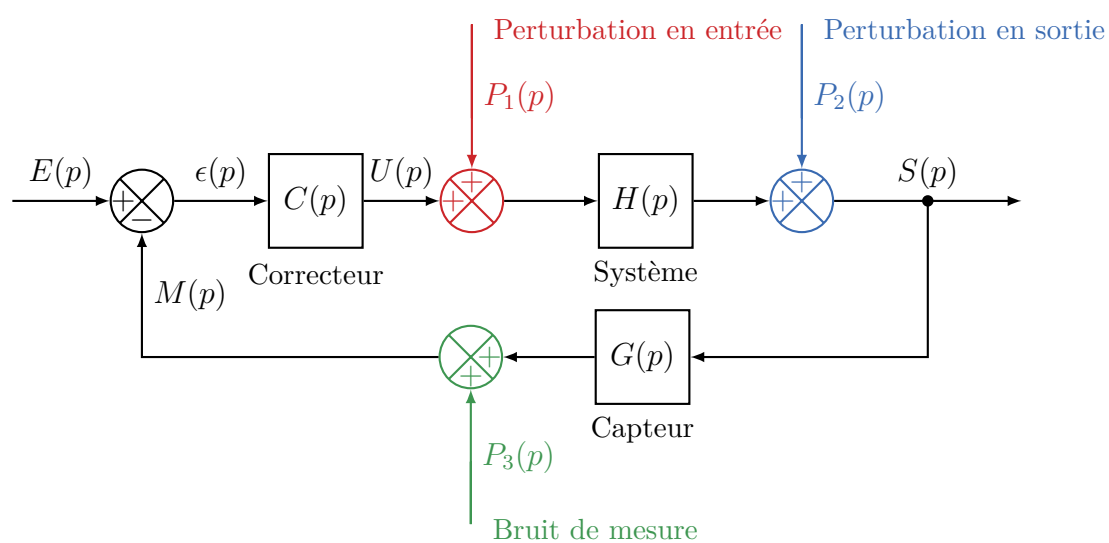 Perturbation en entrée
Perturbation en sortie
P₁(p)
P₂(p)
E(p)
ϵ(p)
C(p)
U(p)
H(p)
S(p)
+
−
+
+
+
+
Correcteur
Système
M(p)
G(p)
+
+
Capteur
P₃(p)
Bruit de mesure